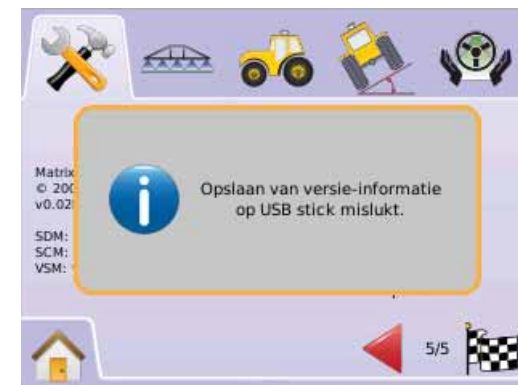 Matrix
© 200
v0.02
Opslaan van versie-informatie
op USB stick mislukt.
SDM:
SCM:
VSM:
5/5